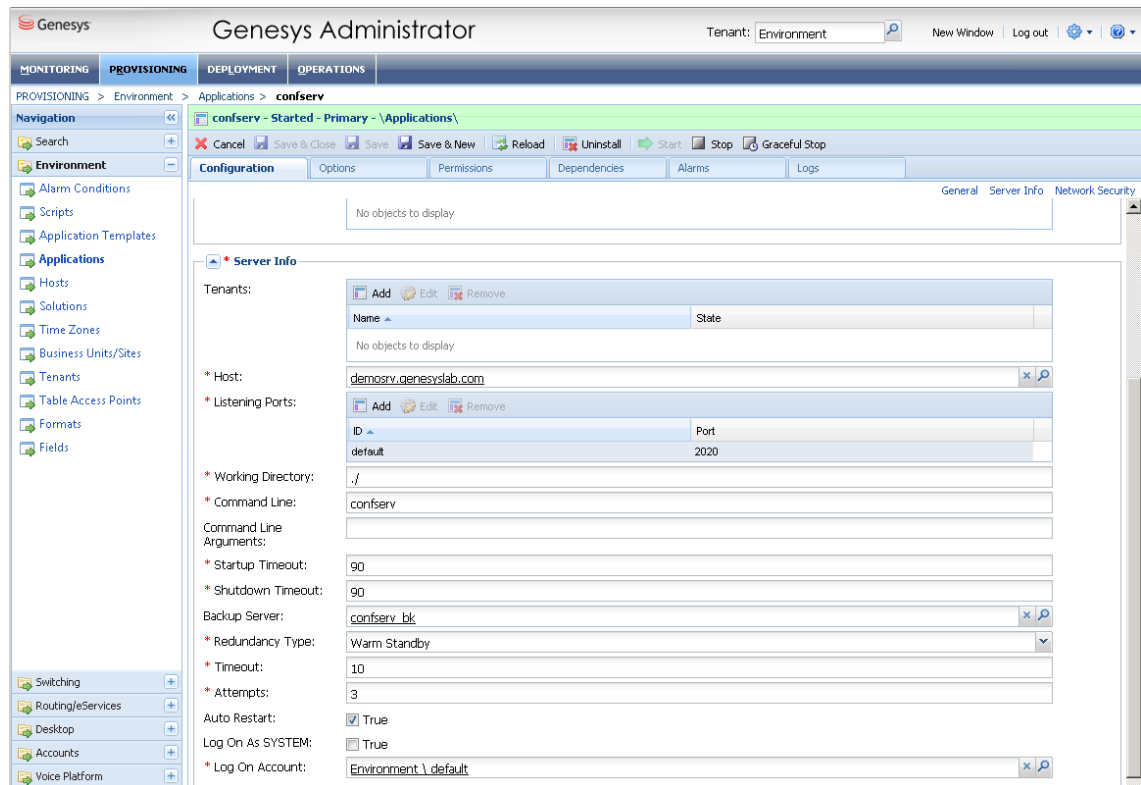 Genesys Genesys Administrator Tenant: Environment New Window Log out
MONITORING PROVISIONING DEPLOYMENT OPERATIONS
PROVISIONING > Environment > Applications > confserv
Navigation confserv - Started - Primary - \Applications\
Search Cancel Save & Close Save Save & New Reload Uninstall Start Stop Graceful Stop
Environment Configuration Options Permissions Dependencies Alarms Logs
Alarm Conditions General Server Info Network Security
Scripts No objects to display
Application Templates
Applications * Server Info
Hosts Tenants: Add Edit Remove
Solutions Name State
Time Zones No objects to display
Business Units/Sites
Tenants * Host: demosrv.genesyslab.com
Table Access Points * Listening Ports: Add Edit Remove
Formats ID Port
Fields default 2020
* Working Directory: ./
* Command Line: confserv
Command Line
Arguments:
* Startup Timeout: 90
* Shutdown Timeout: 90
Backup Server: confserv_bk
* Redundancy Type: Warm Standby
* Timeout: 10
Switching * Attempts: 3
Routing/eServices
Desktop Auto Restart: True
Accounts Log On As SYSTEM: True
Voice Platform * Log On Account: Environment \ default